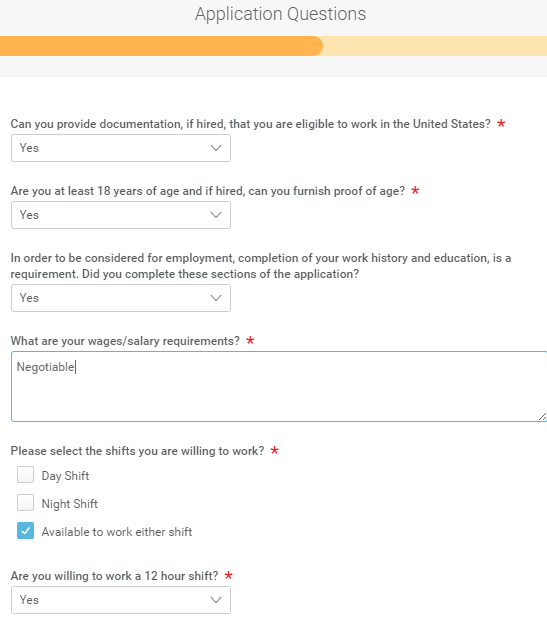 Application Questions
Can you provide documentation, if hired, that you are eligible to work in the United States? *
Yes
Are you at least 18 years of age and if hired, can you furnish proof of age? *
Yes
In order to be considered for employment, completion of your work history and education, is a
requirement. Did you complete these sections of the application?
Yes
What are your wages/salary requirements? *
Negotiable
Please select the shifts you are willing to work? *
Day Shift
Night Shift
Available to work either shift
Are you willing to work a 12 hour shift? *
Yes